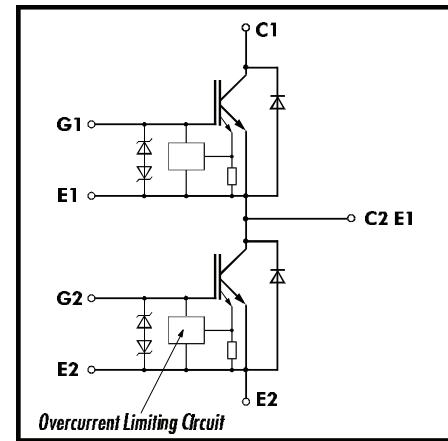 C1
G1
E1
C2 E1
G2
E2
E2
Overcurrent Limiting Circuit